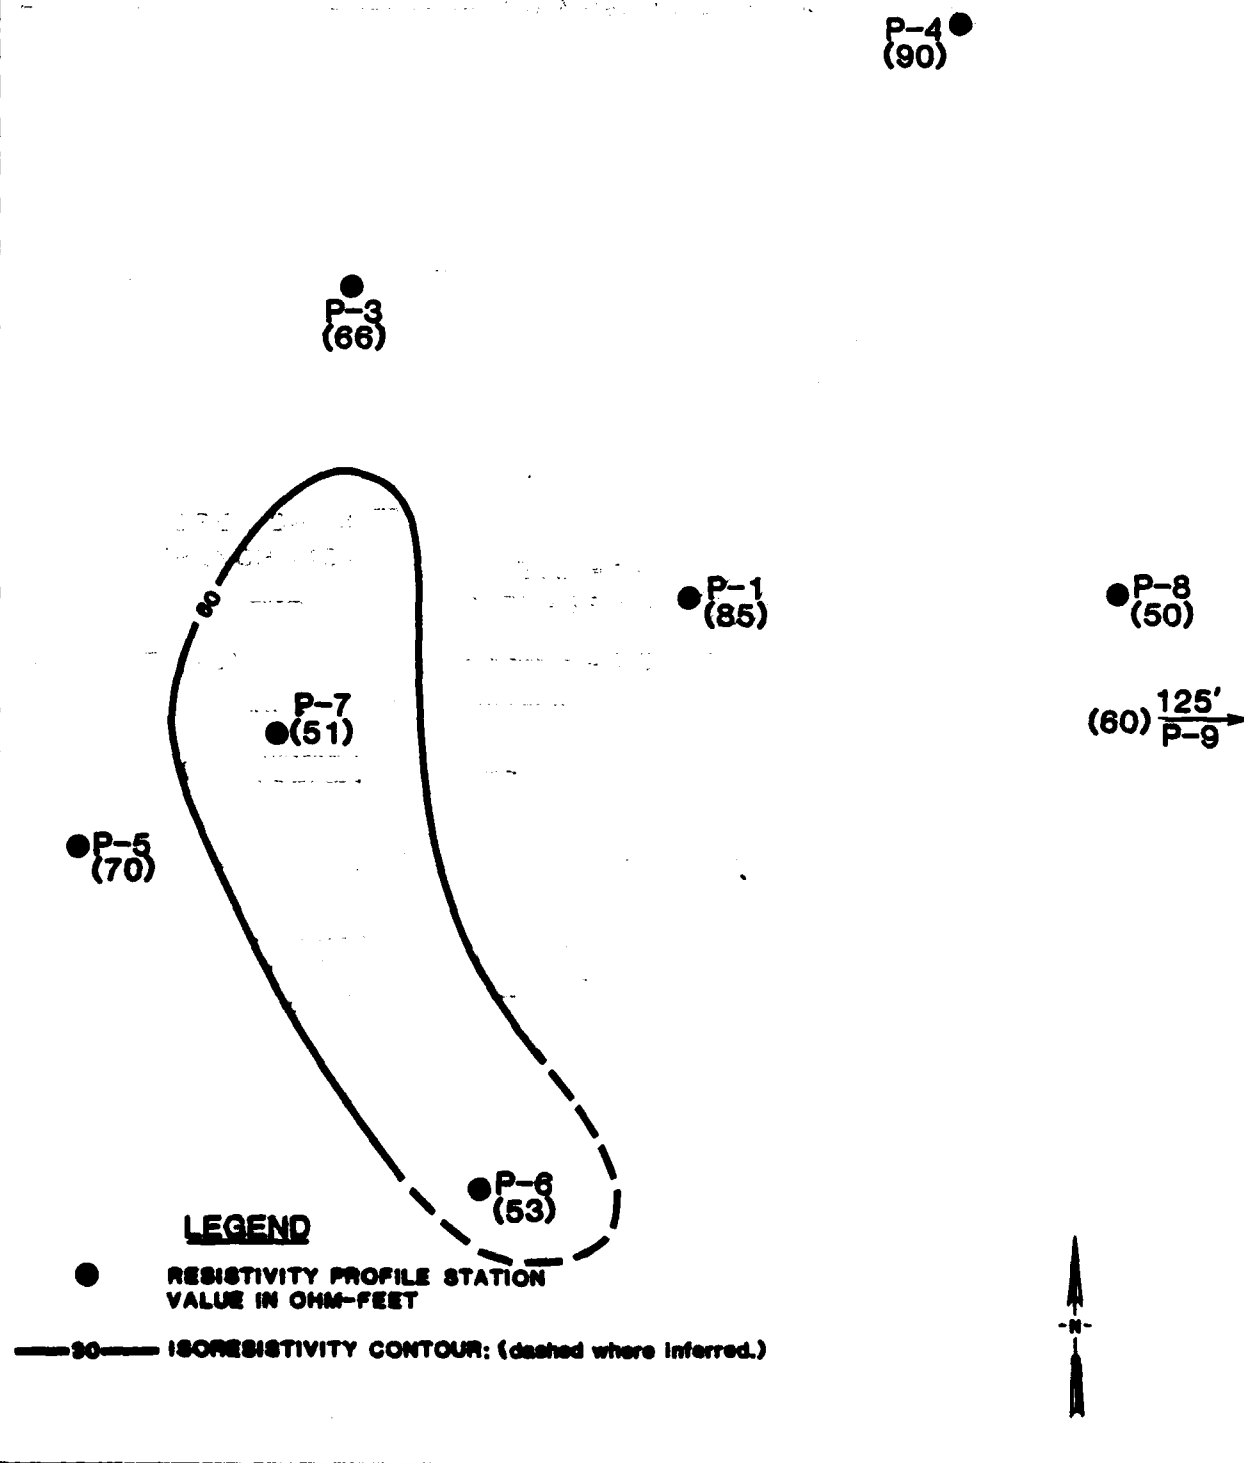 P-4
(90)
P-3
(66)
60
P-1
(85)
P-8
(50)
P-7
(51)
(60) 125'
P-9
P-5
(70)
P-6
(53)
LEGEND
RESISTIVITY PROFILE STATION
VALUE IN OHM-FEET
90 ISORESISTIVITY CONTOUR: (dashed where inferred.)
-N-